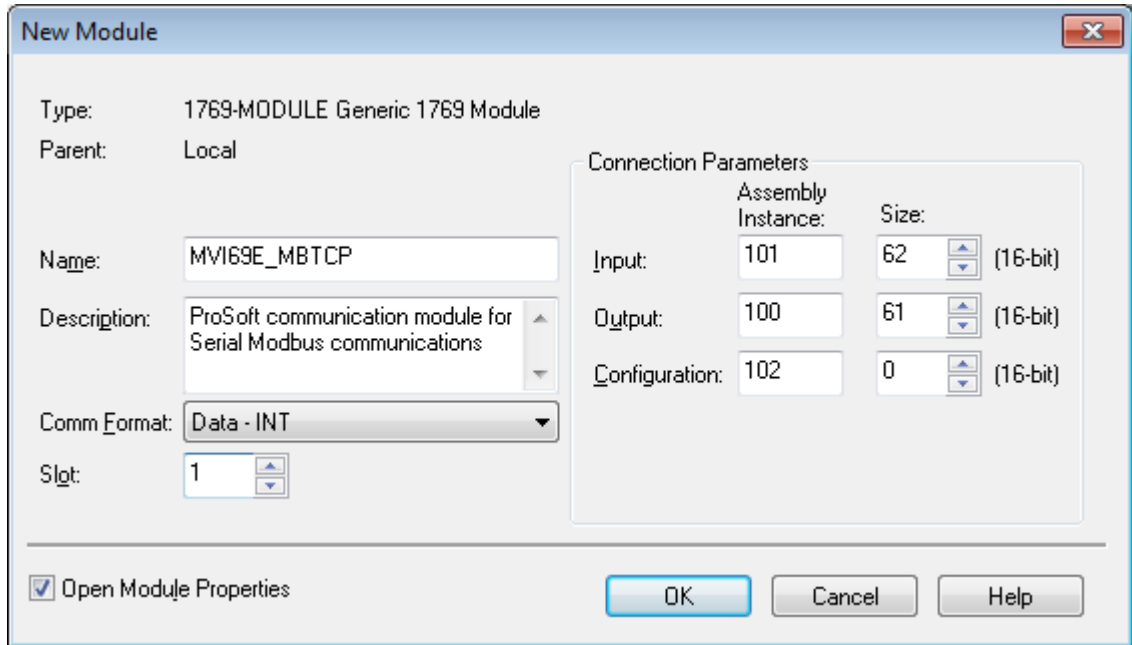 New Module
Type: 1769-MODULE Generic 1769 Module
Parent: Local
Connection Parameters
Assembly Instance: Size:
Name: MVI69E_MBTCP
Input: 101 62 (16-bit)
Description: ProSoft communication module for
Serial Modbus communications
Output: 100 61 (16-bit)
Configuration: 102 0 (16-bit)
Comm Format: Data - INT
Slot: 1
Open Module Properties
OK Cancel Help